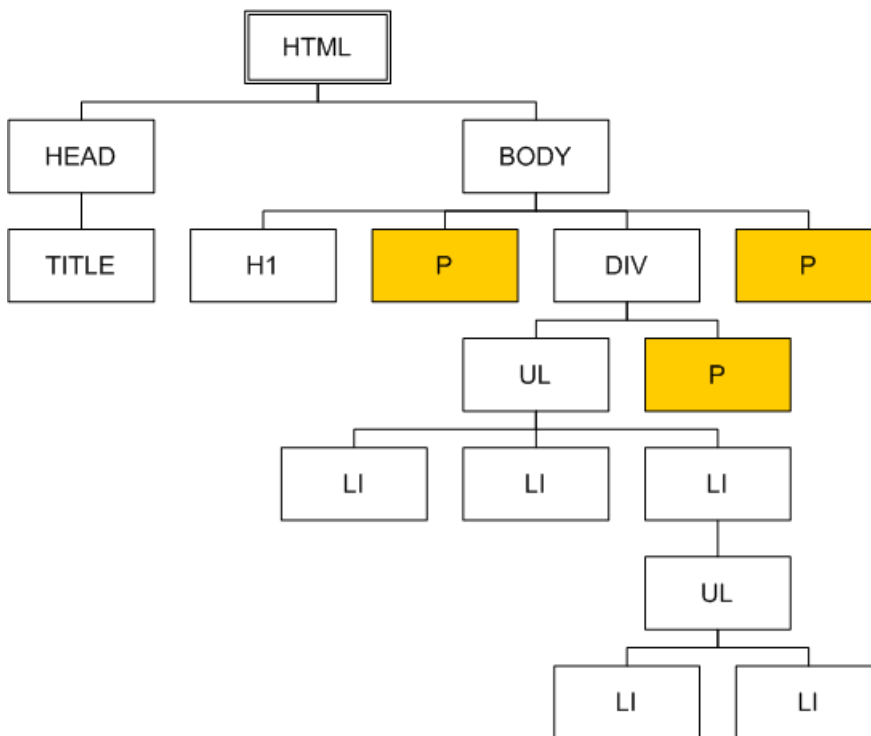 HTML
HEAD BODY
TITLE H1 P DIV P
UL P
LI LI LI
UL
LI LI